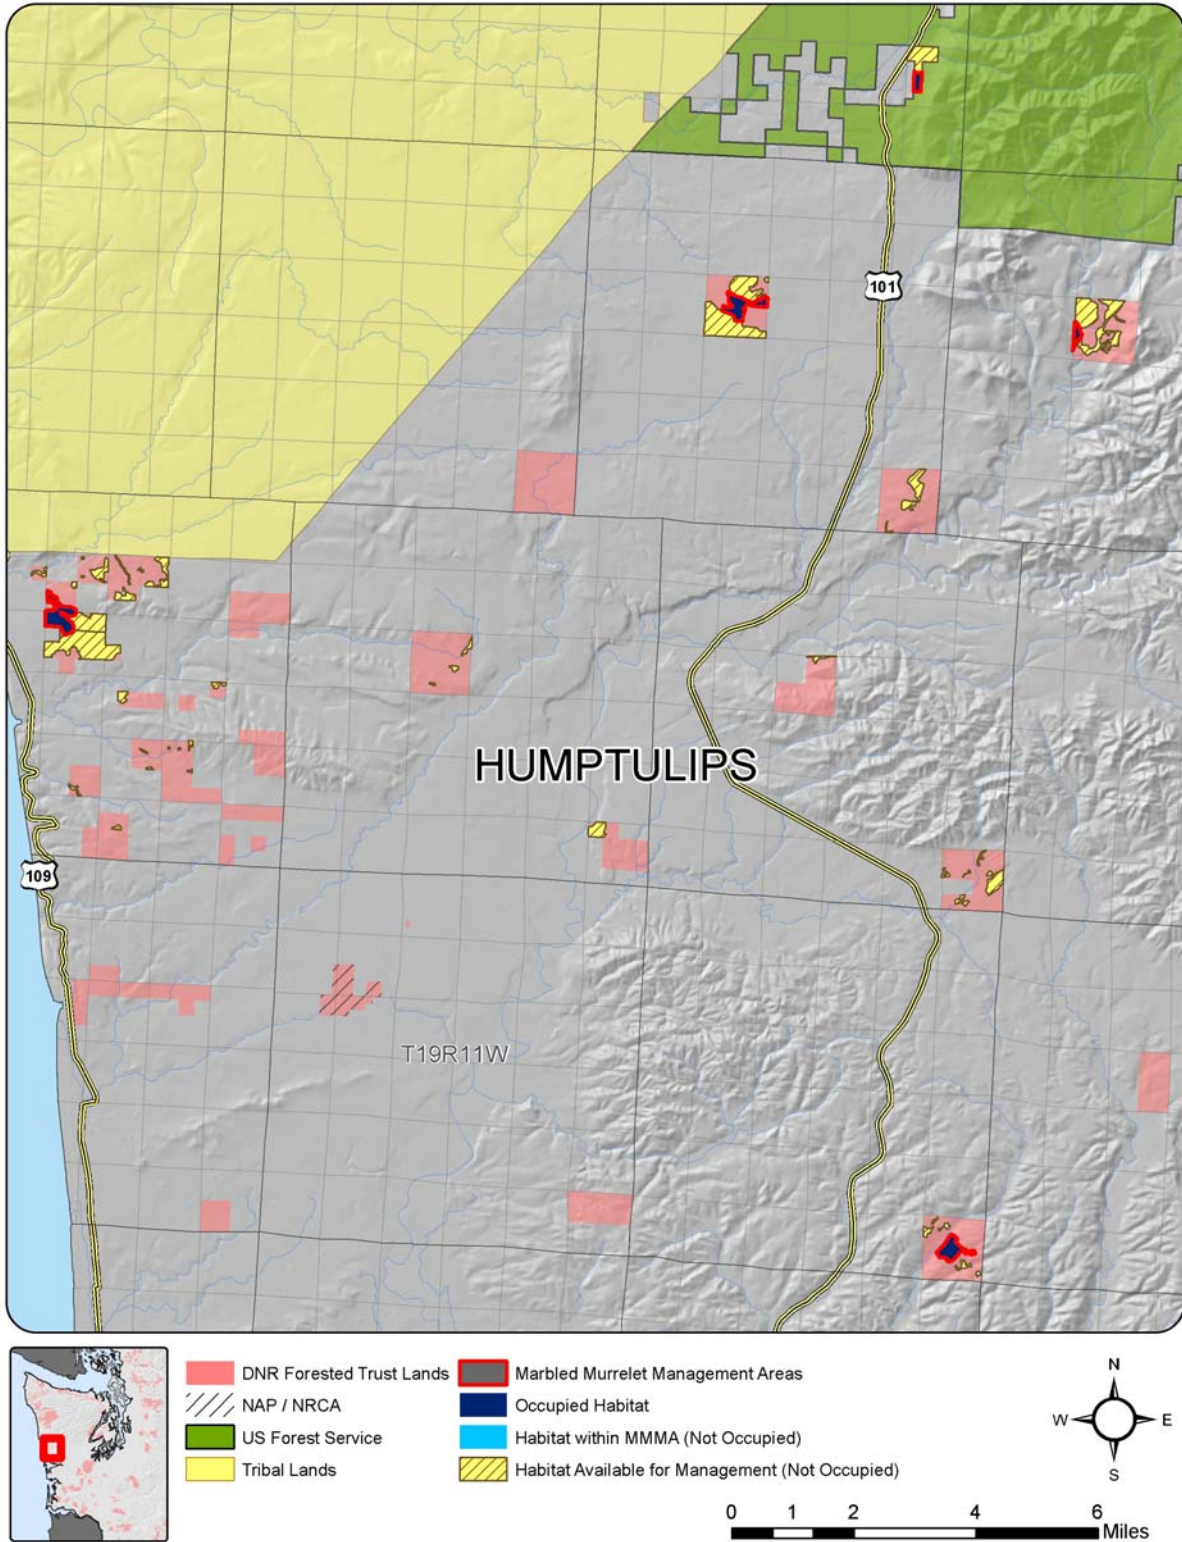 101
HUMPTULIPS
109
T19R11W
DNR Forested Trust Lands
NAP / NRCA
US Forest Service
Tribal Lands
Marbled Murrelet Management Areas
Occupied Habitat
Habitat within MMMA (Not Occupied)
Habitat Available for Management (Not Occupied)
N
W E
S
0 1 2 4 6
Miles